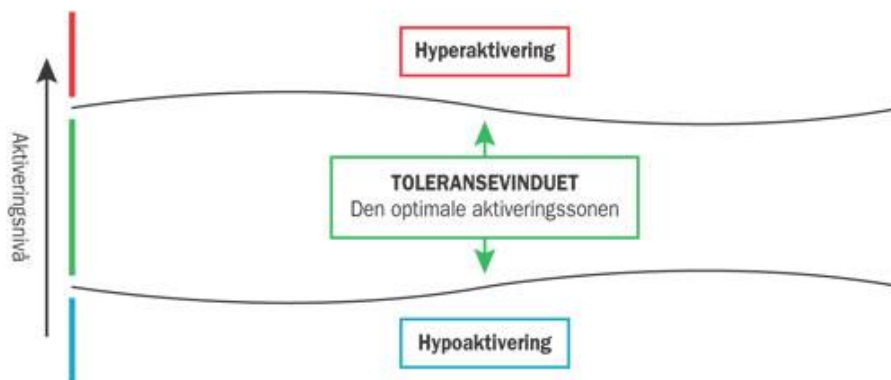 Hyperaktivering
Aktiveringsnivå
TOLERANSEVINDUET
Den optimale aktiveringssonen
Hypoaktivering